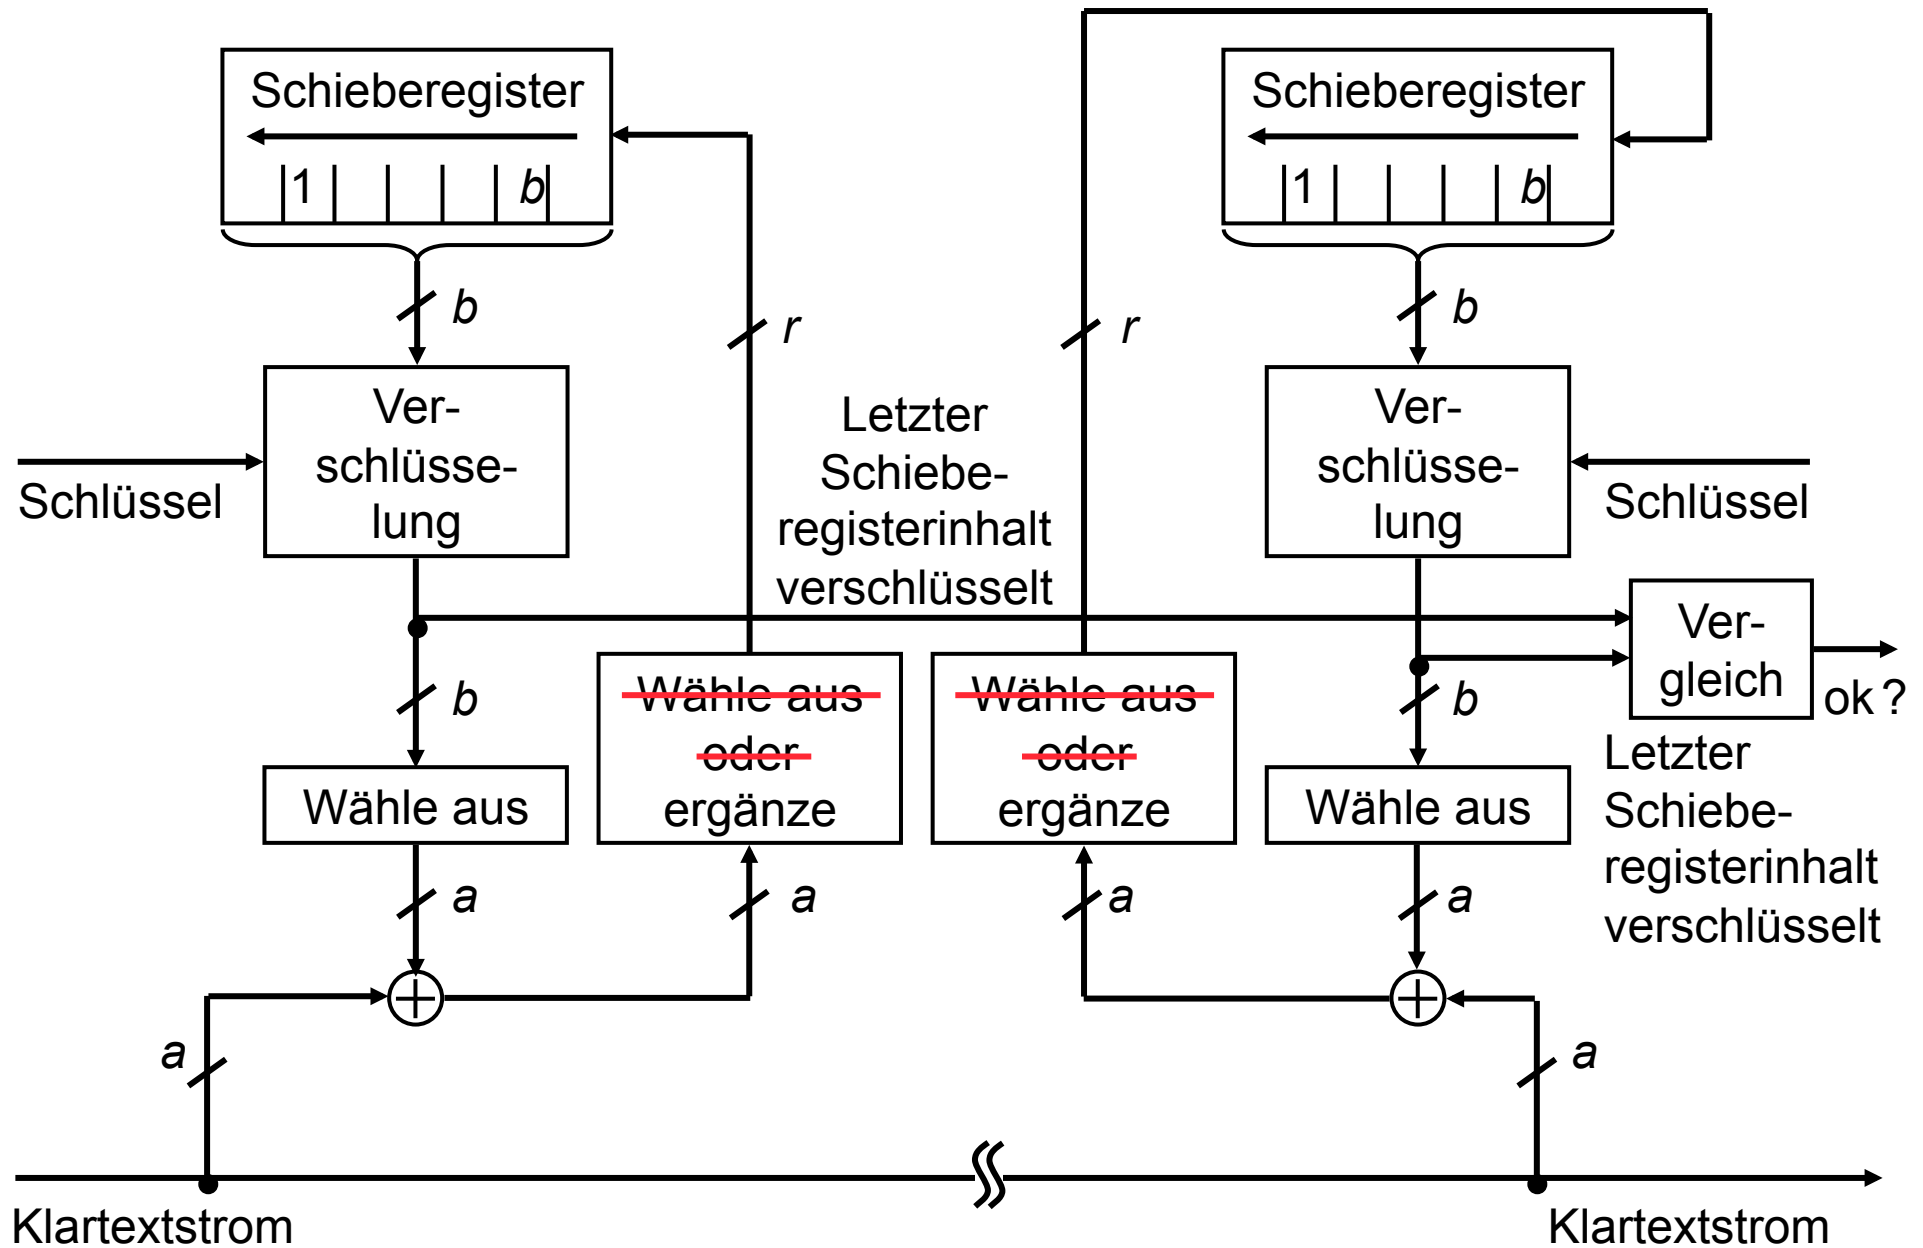 Schieberegister
1
b
b
Ver-
schlüsse-
lung
Schlüssel
b
Wähle aus
a
a
r
Wähle aus
oder
ergänze
a
Letzter
Schiebe-
registerinhalt
verschlüsselt
r
Wähle aus
oder
ergänze
a
Schieberegister
1
b
b
Ver-
schlüsse-
lung
Schlüssel
b
Ver-
gleich
ok ?
Letzter
Schiebe-
registerinhalt
verschlüsselt
Wähle aus
a
a
Klartextstrom
Klartextstrom